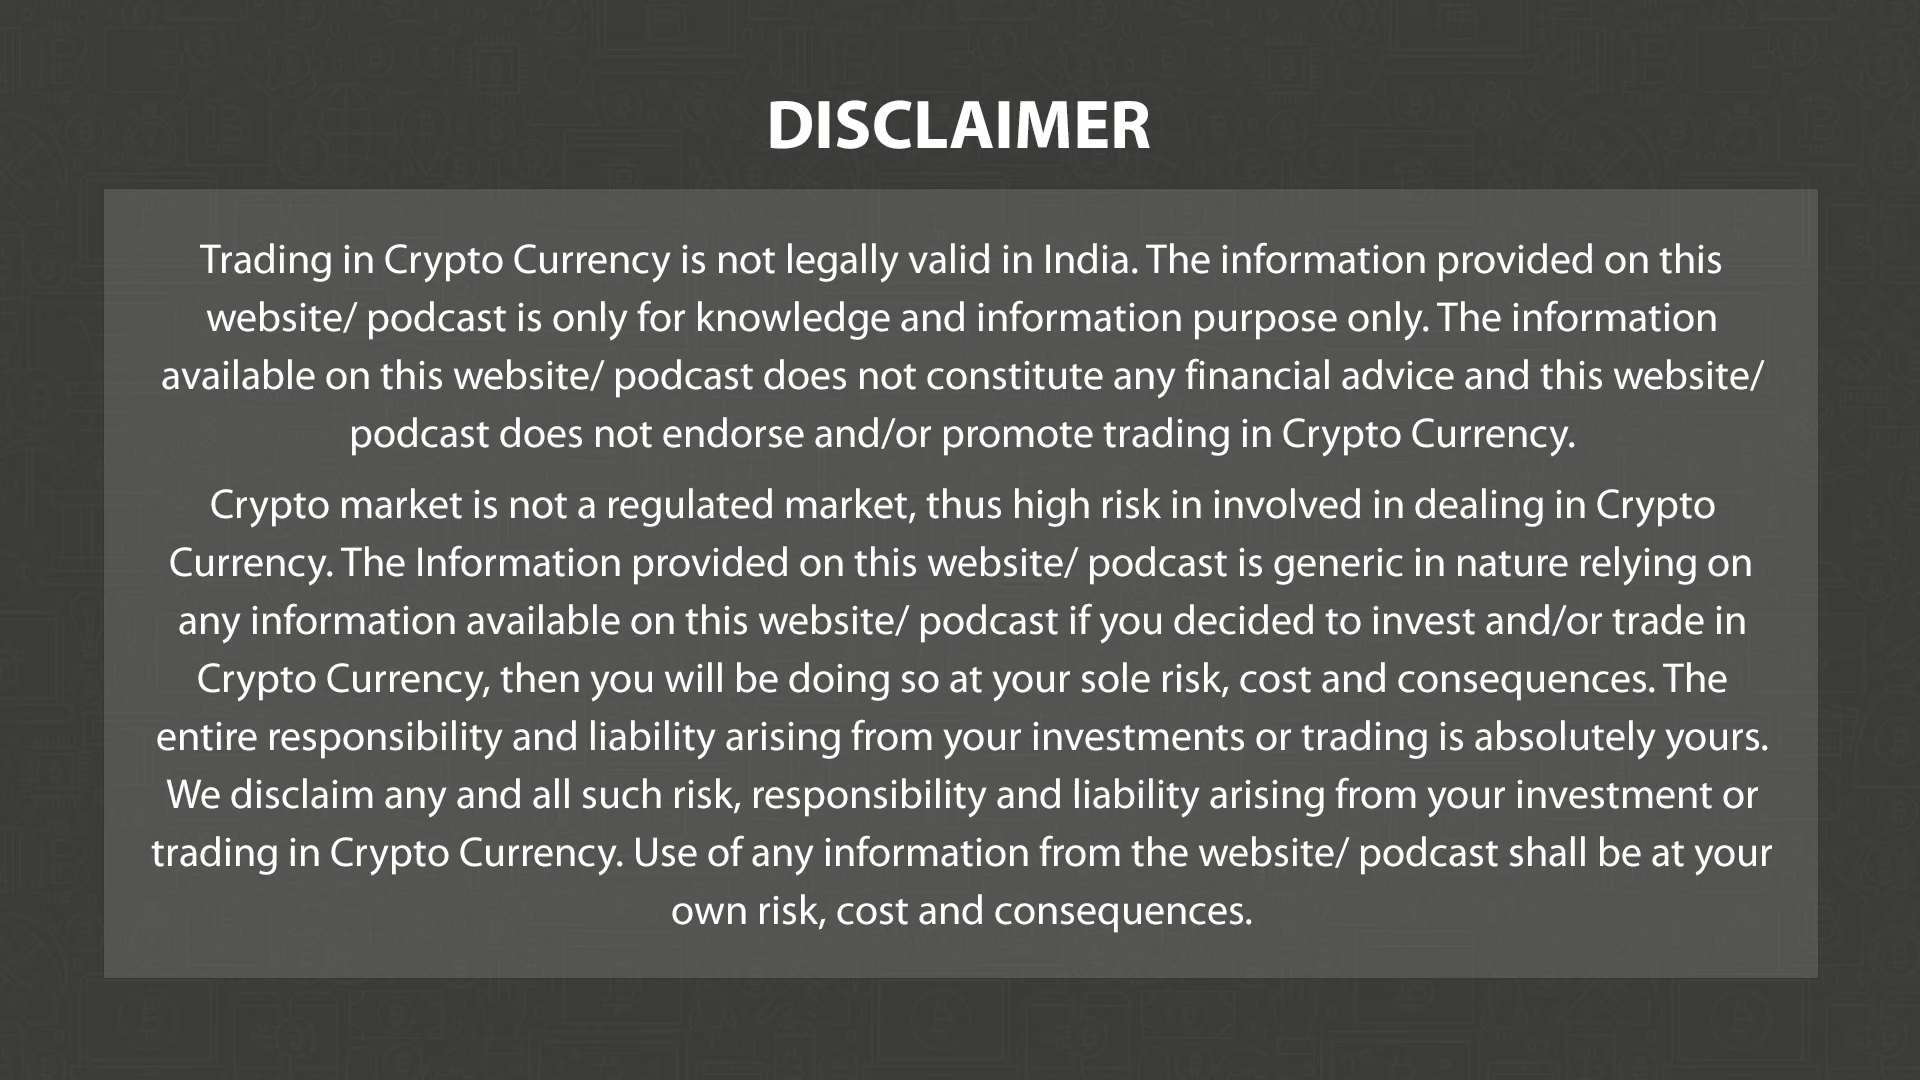 DISCLAIMER
Trading in Crypto Currency is not legally valid in India. The information provided on this
website/ podcast is only for knowledge and information purpose only. The information
available on this website/ podcast does not constitute any financial advice and this website/
podcast does not endorse and/or promote trading in Crypto Currency.
Crypto market is not a regulated market, thus high risk in involved in dealing in Crypto
Currency. The Information provided on this website/ podcast is generic in nature relying on
any information available on this website/ podcast if you decided to invest and/or trade in
Crypto Currency, then you will be doing so at your sole risk, cost and consequences. The
entire responsibility and liability arising from your investments or trading is absolutely yours.
We disclaim any and all such risk, responsibility and liability arising from your investment or
trading in Crypto Currency. Use of any information from the website/ podcast shall be at your
own risk, cost and consequences.